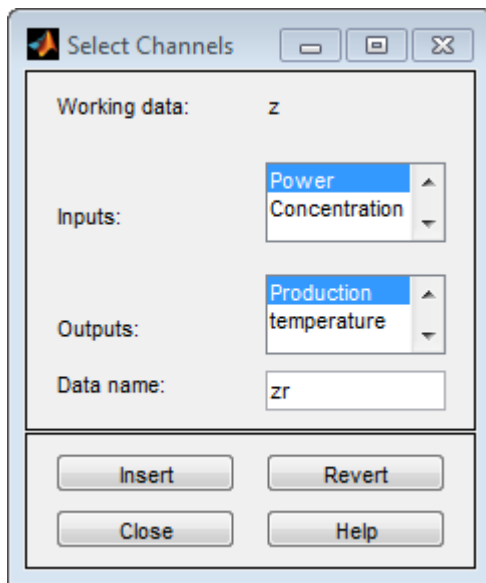 Select Channels
Working data: z
Inputs:
Power
Concentration
Outputs:
Production
temperature
Data name: zr
Insert Revert
Close Help